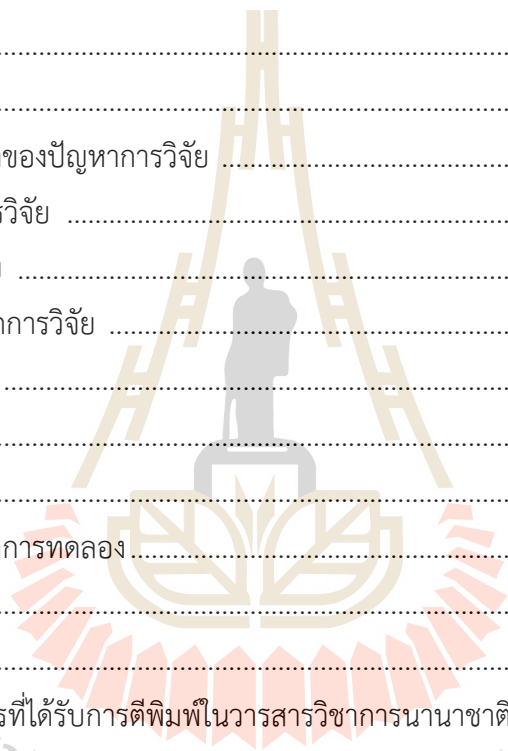 ของปัญหาการวิจัย ........................................
รวิจัย ........................................
........................................
การวิจัย ........................................
การทดลอง ........................................
รที่ได้รับการตีพิมพ์ในวารสารวิชาการนานาชาติ